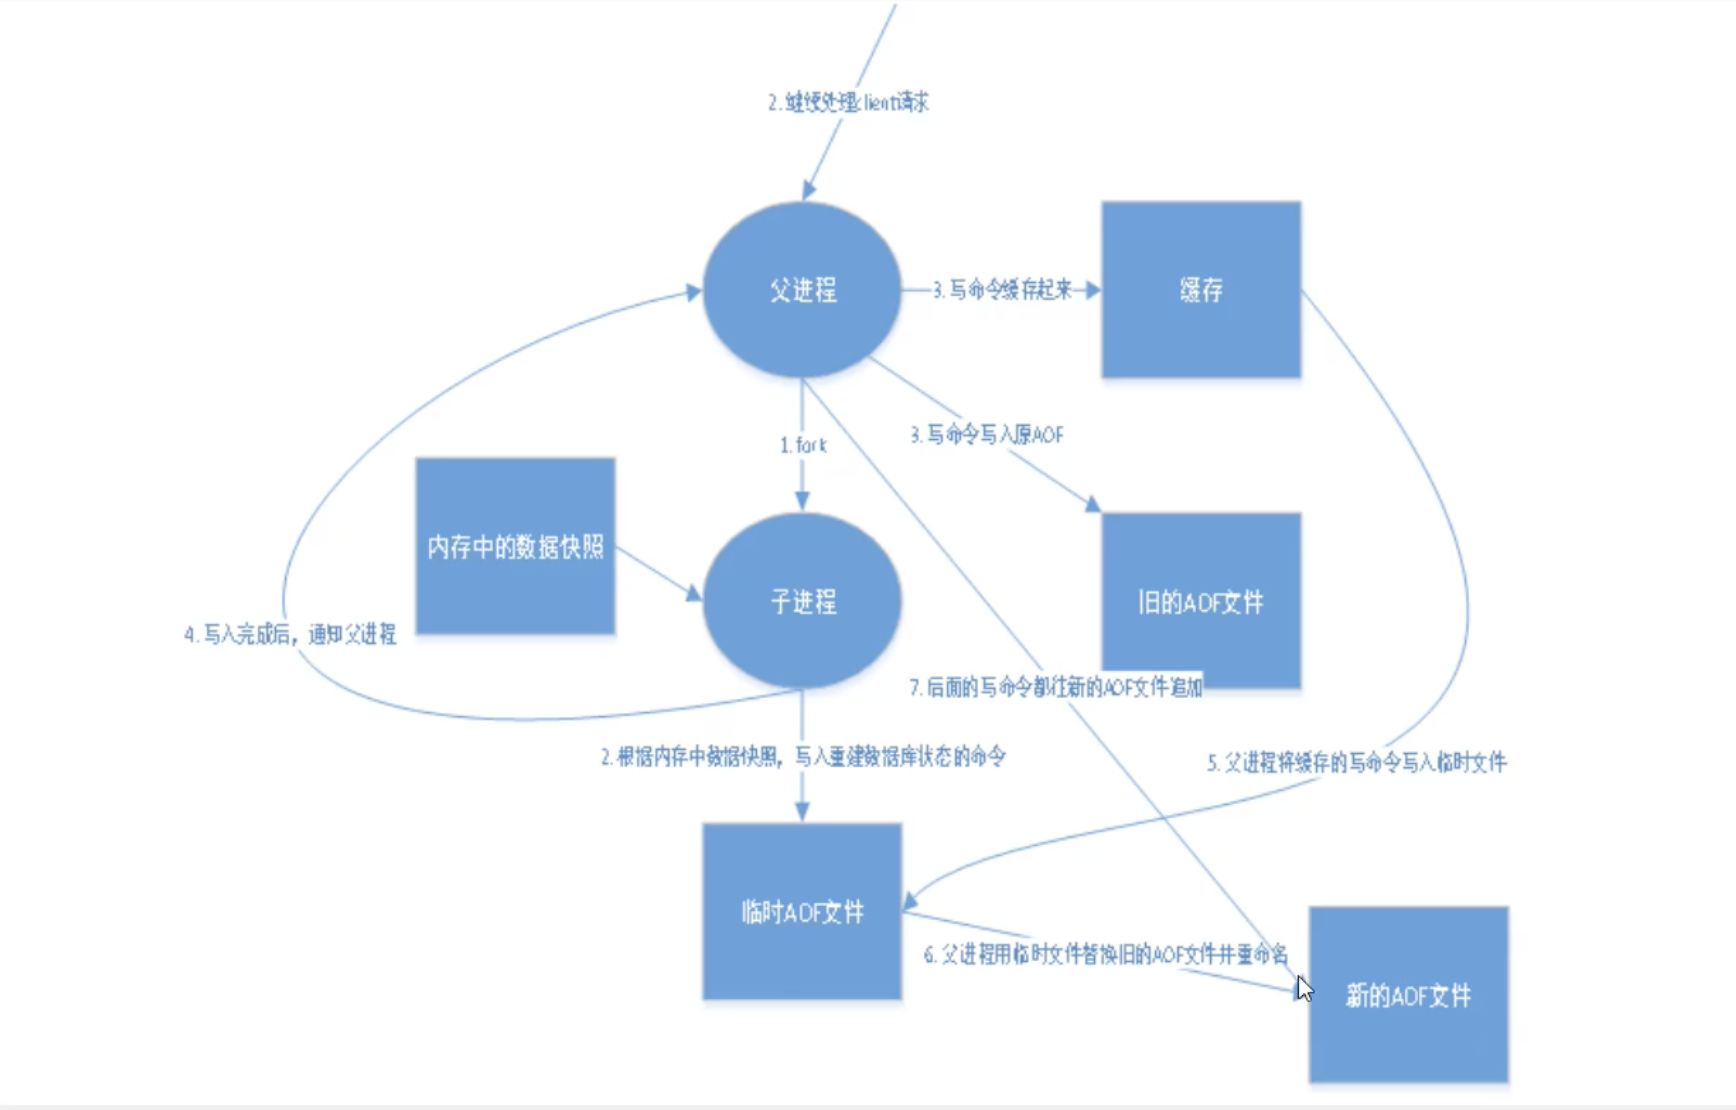 2.继续处理client请求
父进程
3.写命令缓存起来
缓存
1.fork
3.写命令写入原AOF
内存中的数据快照
子进程
旧的AOF文件
4.写入完成后，通知父进程
7.后面的写命令都往新的AOF文件追加
2.根据内存中数据快照，写入重建数据库状态的命令
5.父进程将缓存的写命令写入临时文件
临时AOF文件
6.父进程用临时文件替换旧的AOF文件并重命名
新的AOF文件